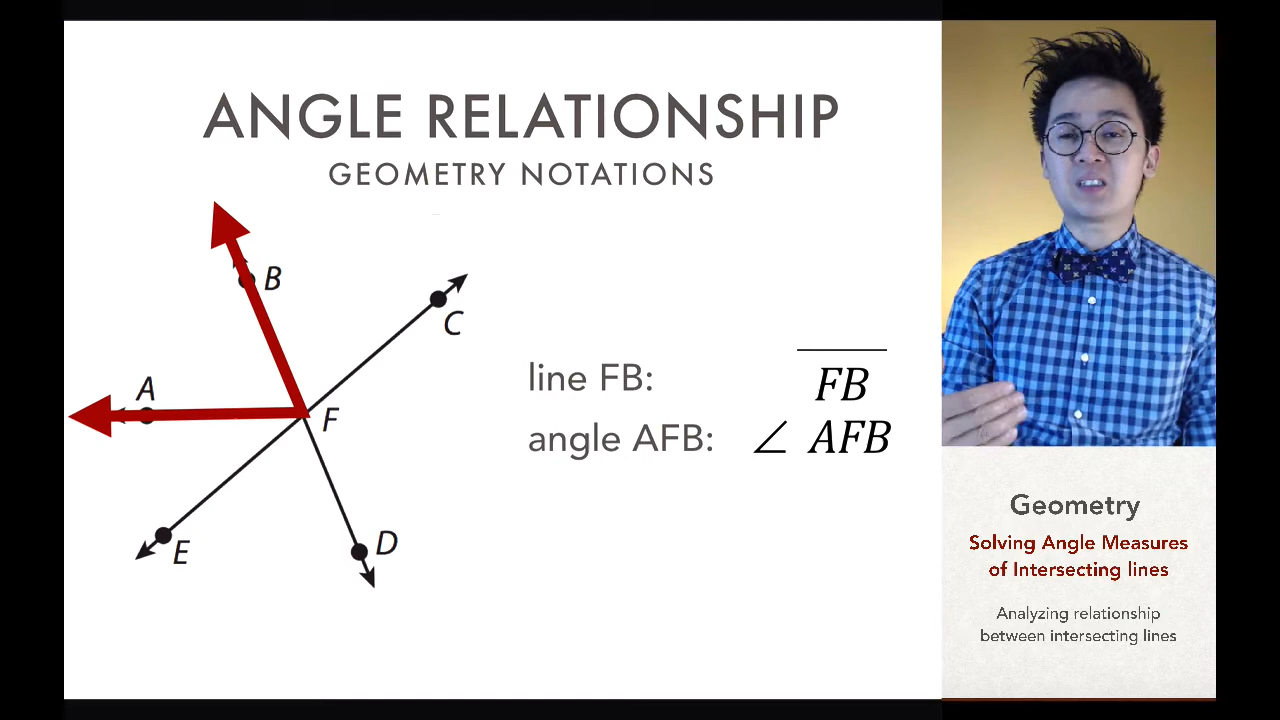 ANGLE RELATIONSHIP
GEOMETRY NOTATIONS
B
C
A
F
E
D
line FB: FB
angle AFB: ∠ AFB
Geometry
Solving Angle Measures
of Intersecting lines
Analyzing relationship
between intersecting lines